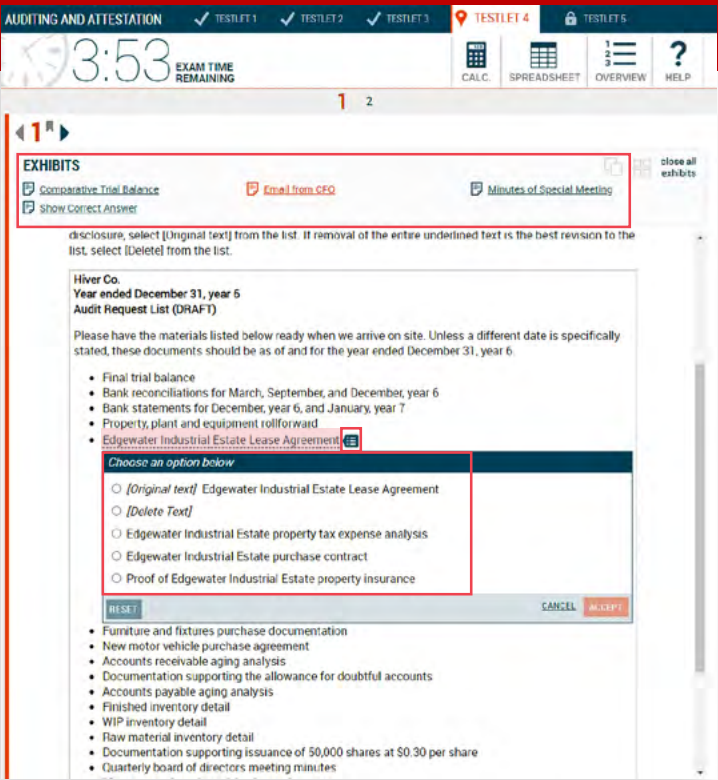 AUDITING AND ATTESTATION TESTLET 1 TESTLET 2 TESTLET 3 TESTLET 4 TESTLET 5
3:53 EXAM TIME
REMAINING
CALC. SPREADSHEET OVERVIEW HELP
1 2
1
EXHIBITS
close all
exhibits
Comparative Trial Balance Email from CFO Minutes of Special Meeting
Show Correct Answer
disclosure, select [Original text] from the list. If removal of the entire underlined text is the best revision to the
list, select [Delete] from the list.
Hiver Co.
Year ended December 31, year 6
Audit Request List (DRAFT)
Please have the materials listed below ready when we arrive on site. Unless a different date is specifically
stated, these documents should be as of and for the year ended December 31, year 6.
• Final trial balance
• Bank reconciliations for March, September, and December, year 6
• Bank statements for December, year 6, and January, year 7
• Property, plant and equipment rollforward
• Edgewater Industrial Estate Lease Agreement
Choose an option below
[Original text] Edgewater Industrial Estate Lease Agreement
[Delete Text]
Edgewater Industrial Estate property tax expense analysis
Edgewater Industrial Estate purchase contract
Proof of Edgewater Industrial Estate property insurance
RESET CANCEL ACCEPT
• Furniture and fixtures purchase documentation
• New motor vehicle purchase agreement
• Accounts receivable aging analysis
• Documentation supporting the allowance for doubtful accounts
• Accounts payable aging analysis
• Finished inventory detail
• WIP inventory detail
• Raw material inventory detail
• Documentation supporting issuance of 50,000 shares at $0.30 per share
• Quarterly board of directors meeting minutes